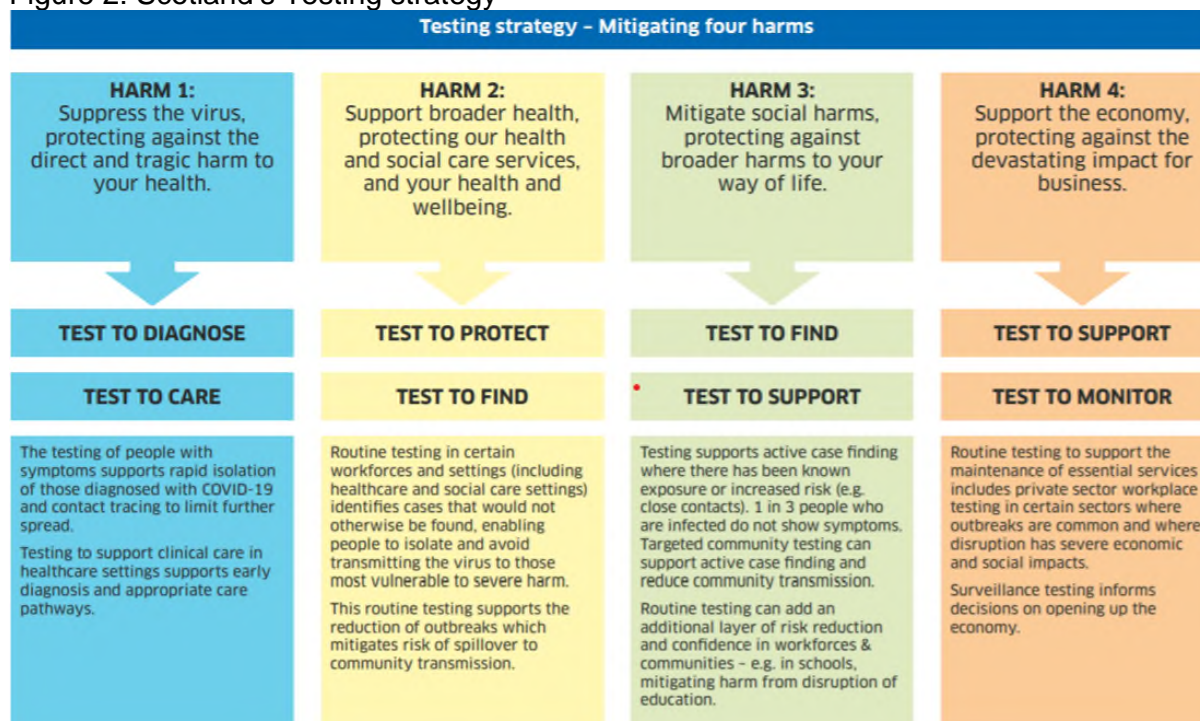 Figure 2: Scotland's Testing strategy
Testing strategy – Mitigating four harms
HARM 1:
Suppress the virus,
protecting against the
direct and tragic harm to
your health.
TEST TO DIAGNOSE
TEST TO CARE
The testing of people with
symptoms supports rapid isolation
of those diagnosed with COVID-19
and contact tracing to limit further
spread.
Testing to support clinical care in
healthcare settings supports early
diagnosis and appropriate care
pathways.
HARM 2:
Support broader health,
protecting our health
and social care services,
and your health and
wellbeing.
TEST TO PROTECT
TEST TO FIND
Routine testing in certain
workforces and settings (including
healthcare and social care settings)
identifies cases that would not
otherwise be found, enabling
people to isolate and avoid
transmitting the virus to those
most vulnerable to severe harm.
This routine testing supports the
reduction of outbreaks which
mitigates risk of spillover to
community transmission.
HARM 3:
Mitigate social harms,
protecting against
broader harms to your
way of life.
TEST TO FIND
TEST TO SUPPORT
Testing supports active case finding
where there has been known
exposure or increased risk (e.g.
close contacts). 1 in 3 people who
are infected do not show symptoms.
Targeted community testing can
support active case finding and
reduce community transmission.
Routine testing can add an
additional layer of risk reduction
and confidence in workforces &
communities – e.g. in schools,
mitigating harm from disruption of
education.
HARM 4:
Support the economy,
protecting against the
devastating impact for
business.
TEST TO SUPPORT
TEST TO MONITOR
Routine testing to support the
maintenance of essential services
includes private sector workplace
testing in certain sectors where
outbreaks are common and where
disruption has severe economic
and social impacts.
Surveillance testing informs
decisions on opening up the
economy.